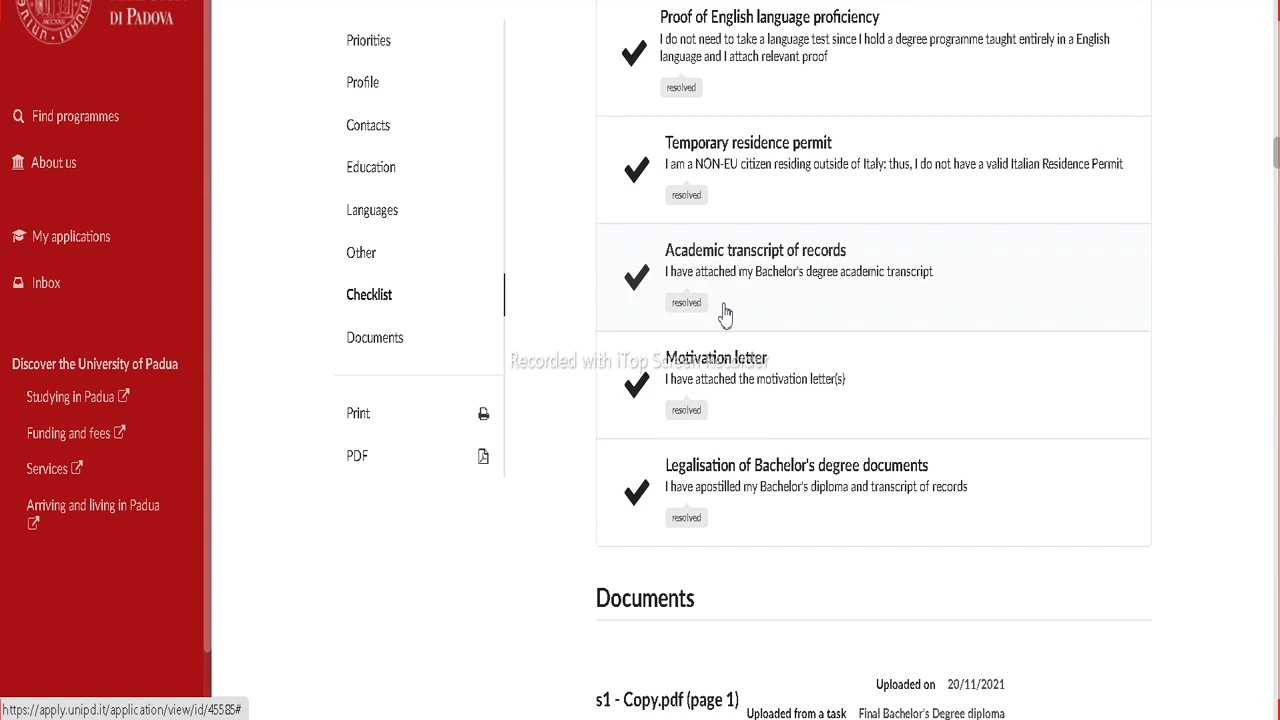 DI PADOVA
Find programmes
About us
My applications
Inbox
Discover the University of Padua
Studying in Padua
Funding and fees
Services
Arriving and living in Padua
https://apply.unipd.it/application/view/id/45585#
Priorities
Profile
Contacts
Education
Languages
Other
Checklist
Documents
Print
PDF
Proof of English language proficiency
I do not need to take a language test since I hold a degree programme taught entirely in a English
language and I attach relevant proof
resolved
Temporary residence permit
I am a NON-EU citizen residing outside of Italy: thus, I do not have a valid Italian Residence Permit
resolved
Academic transcript of records
I have attached my Bachelor's degree academic transcript
resolved
Recorded with iTop Screen Recorder
Motivation letter
I have attached the motivation letter(s)
resolved
Legalisation of Bachelor's degree documents
I have apostilled my Bachelor's diploma and transcript of records
resolved
Documents
s1 - Copy.pdf (page 1)
Uploaded on 20/11/2021
Uploaded from a task Final Bachelor's Degree diploma